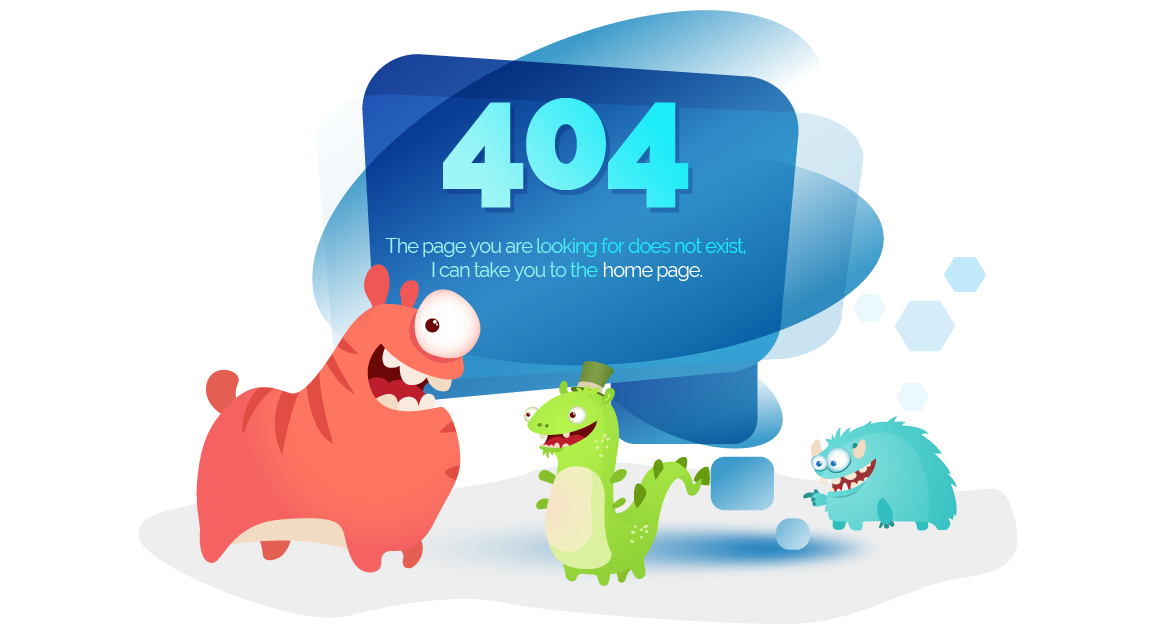 404
The page you are looking for does not exist,
I can take you to the home page.